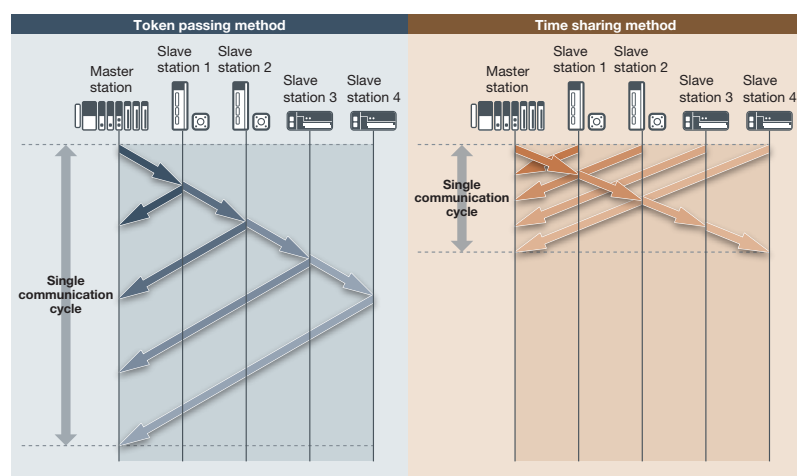 Token passing method
Master
station
Slave
station 1
Slave
station 2
Slave
station 3
Slave
station 4
Single
communication
cycle
Time sharing method
Master
station
Slave
station 1
Slave
station 2
Slave
station 3
Slave
station 4
Single
communication
cycle